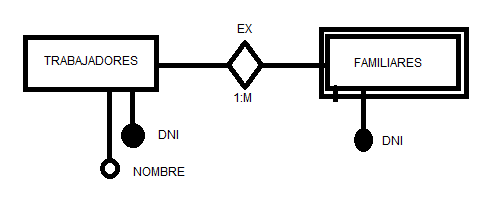 EX
TRABAJADORES
FAMILIARES
1:M
DNI
DNI
NOMBRE